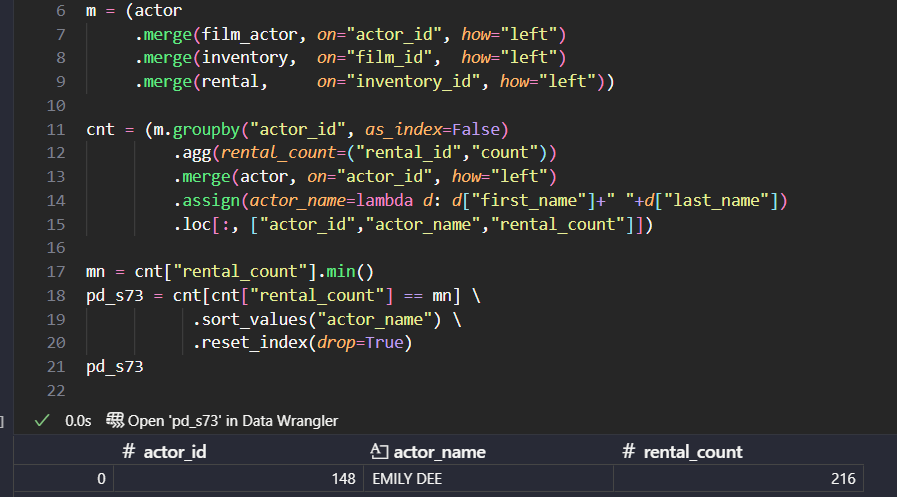 6 m = (actor
7 .merge(film_actor, on="actor_id", how="left")
8 .merge(inventory, on="film_id", how="left")
9 .merge(rental, on="inventory_id", how="left"))
10
11 cnt = (m.groupby("actor_id", as_index=False)
12 .agg(rental_count=("rental_id","count"))
13 .merge(actor, on="actor_id", how="left")
14 .assign(actor_name=lambda d: d["first_name"]+" "+d["last_name"])
15 .loc[:, ["actor_id","actor_name","rental_count"]])
16
17 mn = cnt["rental_count"].min()
18 pd_s73 = cnt[cnt["rental_count"] == mn] \
19 .sort_values("actor_name") \
20 .reset_index(drop=True)
21 pd_s73
22
] ✓ 0.0s Open 'pd_s73' in Data Wrangler
# actor_id A actor_name # rental_count
0 148 EMILY DEE 216